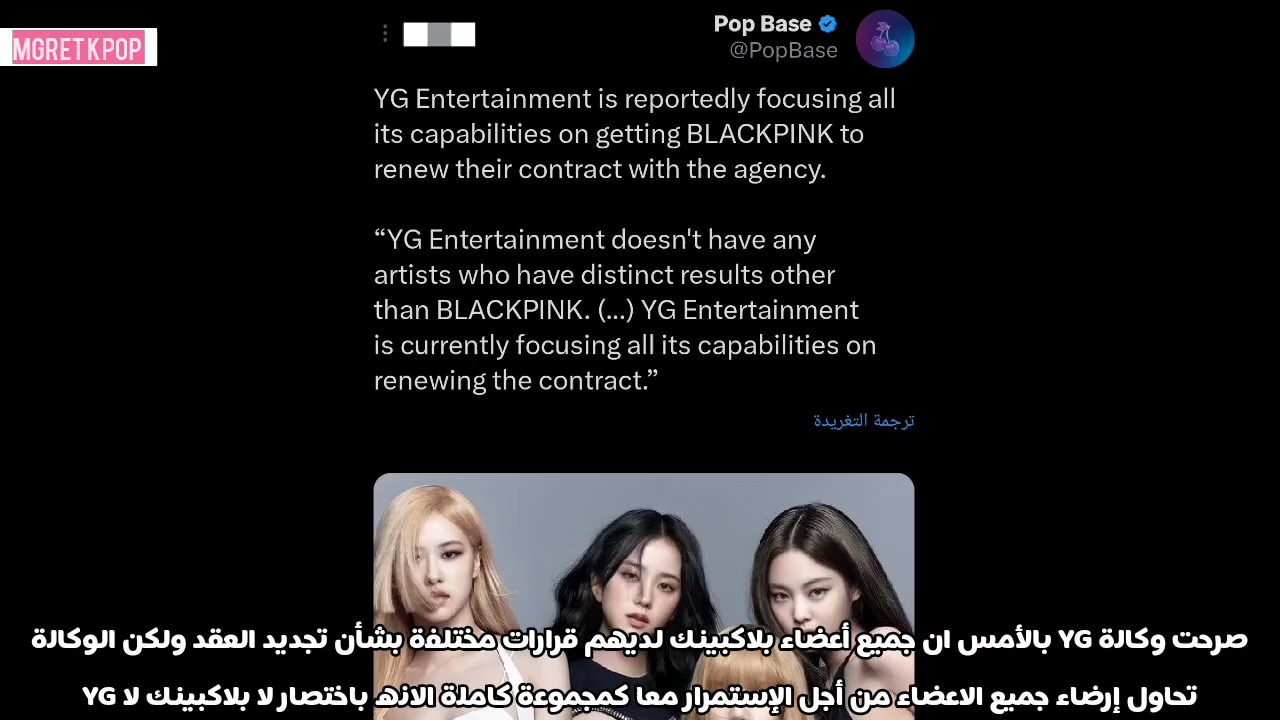 MGRETKPOP
Pop Base
@PopBase
YG Entertainment is reportedly focusing all
its capabilities on getting BLACKPINK to
renew their contract with the agency.
“YG Entertainment doesn't have any
artists who have distinct results other
than BLACKPINK. (...) YG Entertainment
is currently focusing all its capabilities on
renewing the contract.”
ترجمة التغريدة
صرحت وكالة YG بالأمس ان جميع أعضاء بلاكبينك لديهم قرارات مختلفة بشأن تجديد العقد ولكن الوكالة
تحاول إرضاء جميع الاعضاء من أجل الإستمرار معا كمجموعة كاملة الانه باختصار لا بلاكبينك لا YG